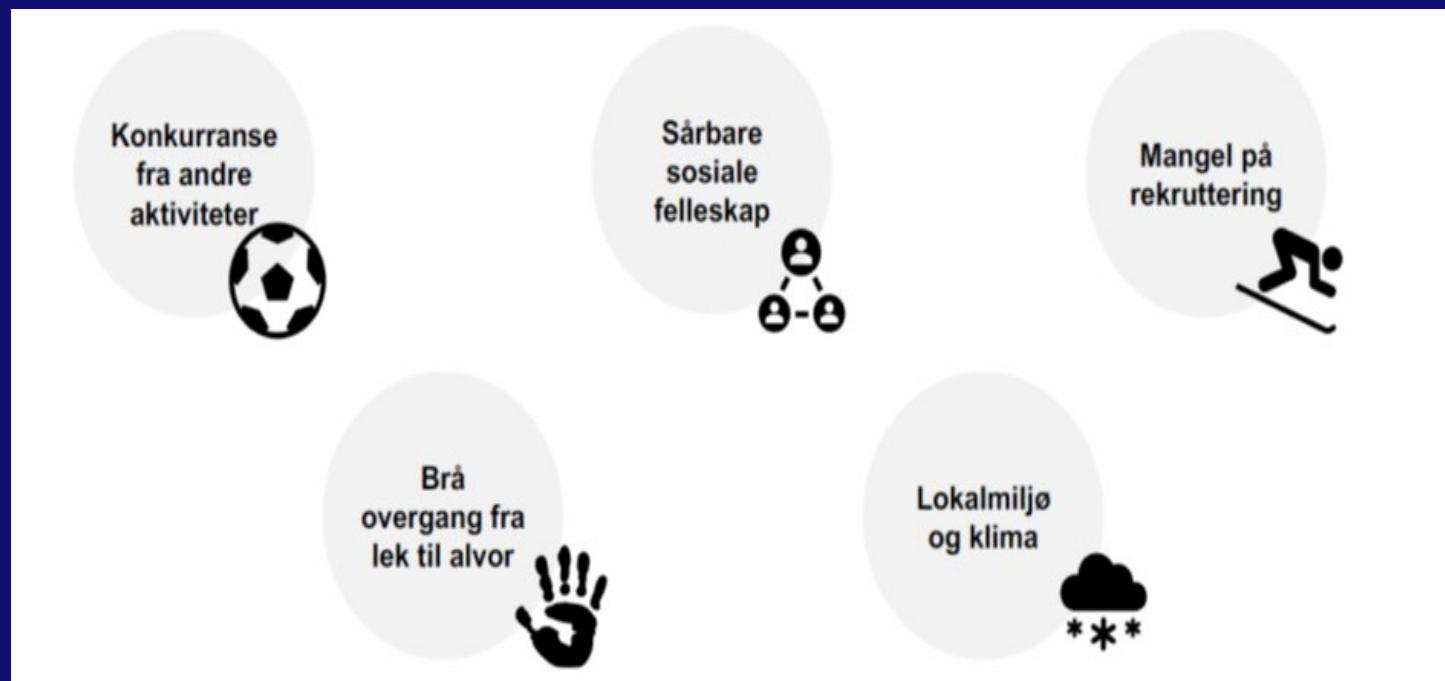 Konkurranse
fra andre
aktiviteter
Sårbare
sosiale
felleskap
Mangel på
rekruttering
Brå
overgang fra
lek til alvor
Lokalmiljø
og klima